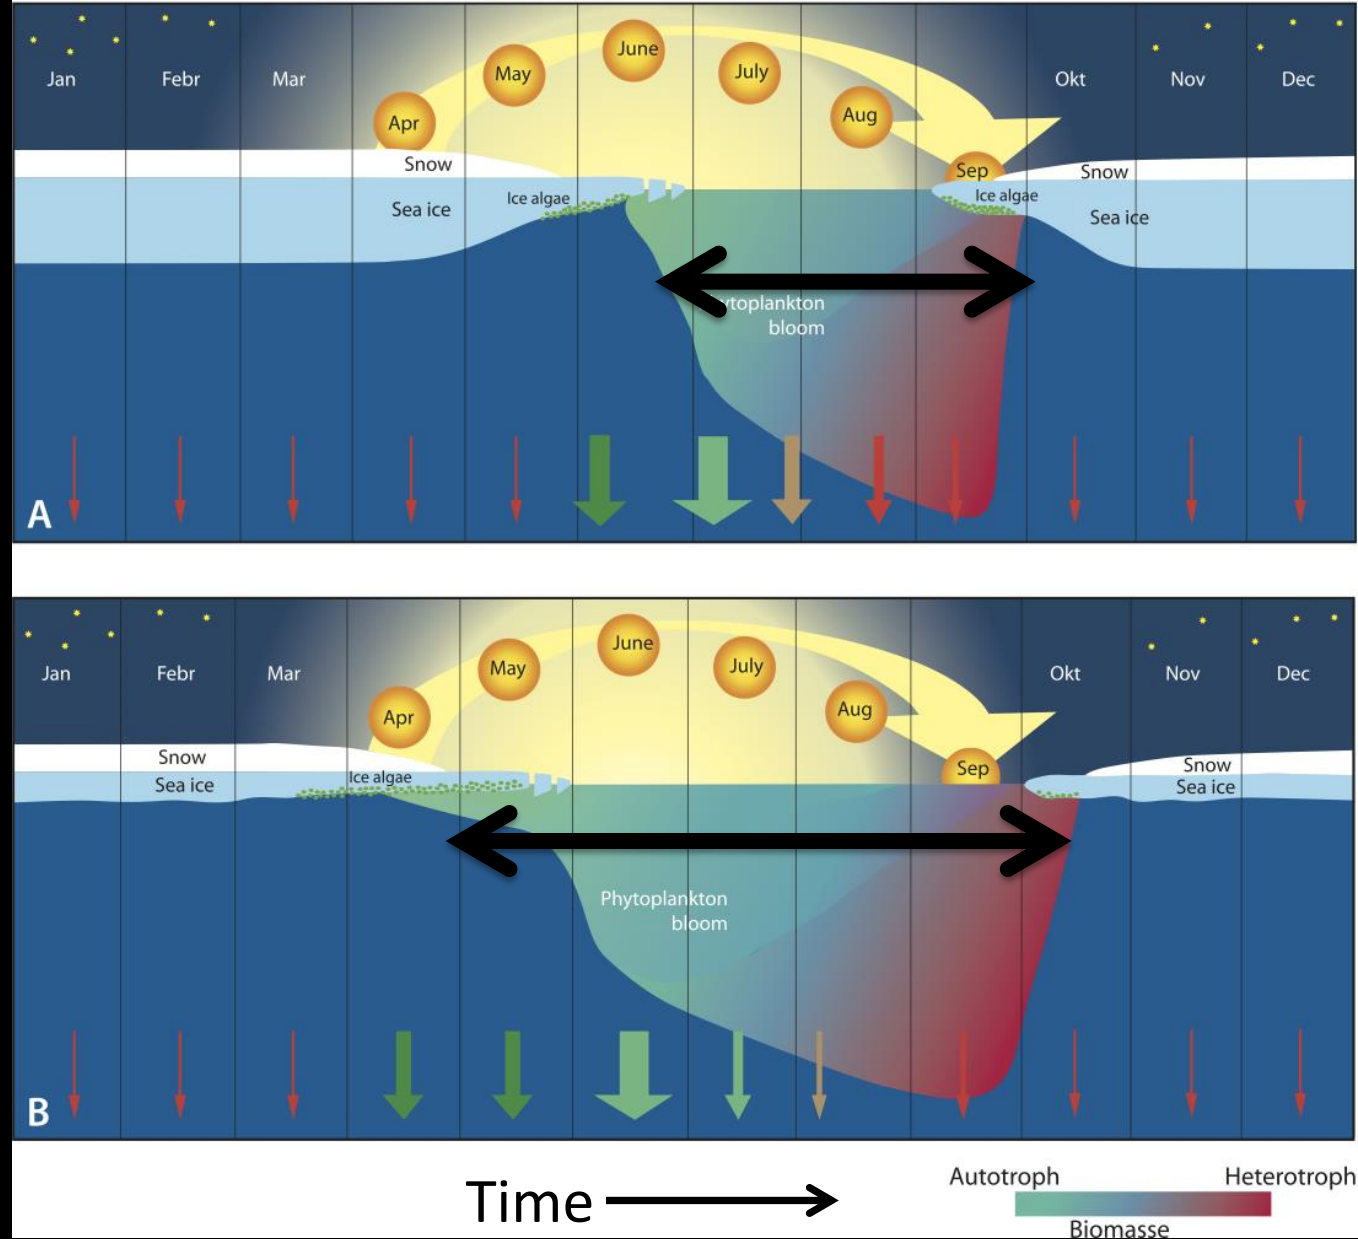 Jan Febr Mar Apr May June July Aug Sep Okt Nov Dec
Snow
Sea ice
Ice algae
Ice algae
Snow
Sea ice
ytoplankton
bloom
A
Jan Febr Mar Apr May June July Aug Sep Okt Nov Dec
Snow
Sea ice
Ice algae
Snow
Sea ice
Phytoplankton
bloom
B
Time
Autotroph Heterotroph
Biomasse